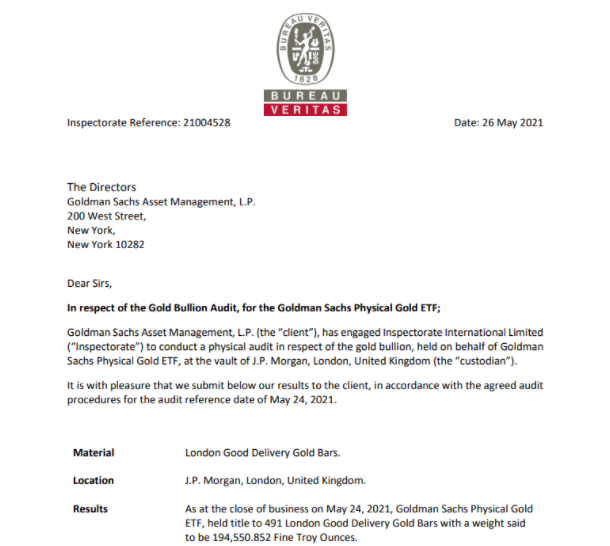 BUREAU VERITAS
1828
BUREAU
VERITAS
Inspectorate Reference: 21004528 Date: 26 May 2021
The Directors
Goldman Sachs Asset Management, L.P.
200 West Street,
New York,
New York 10282
Dear Sirs,
In respect of the Gold Bullion Audit, for the Goldman Sachs Physical Gold ETF;
Goldman Sachs Asset Management, L.P. (the “client”), has engaged Inspectorate International Limited
(“Inspectorate”) to conduct a physical audit in respect of the gold bullion, held on behalf of Goldman
Sachs Physical Gold ETF, at the vault of J.P. Morgan, London, United Kingdom (the “custodian”).
It is with pleasure that we submit below our results to the client, in accordance with the agreed audit
procedures for the audit reference date of May 24, 2021.
Material London Good Delivery Gold Bars.
Location J.P. Morgan, London, United Kingdom.
Results As at the close of business on May 24, 2021, Goldman Sachs Physical Gold
ETF, held title to 491 London Good Delivery Gold Bars with a weight said
to be 194,550.852 Fine Troy Ounces.